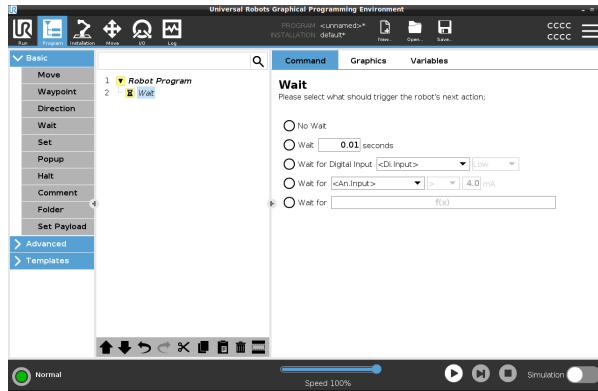 Universal Robots Graphical Programming Environment
UR
Run
Program
Installation
Move
I/O
Log
PROGRAM <unnamed>*
INSTALLATION default*
New...
Open...
Save...
CCCC
CCCC
Basic
Move
Waypoint
Direction
Wait
Set
Popup
Halt
Comment
Folder
Set Payload
Advanced
Templates
1 Robot Program
2 Wait
Command Graphics Variables
Wait
Please select what should trigger the robot's next action;
No Wait
Wait 0.01 seconds
Wait for Digital Input <Di.Input> Low
Wait for <An.Input> > 4.0 mA
Wait for f(x)
Normal
Speed 100%
Simulation